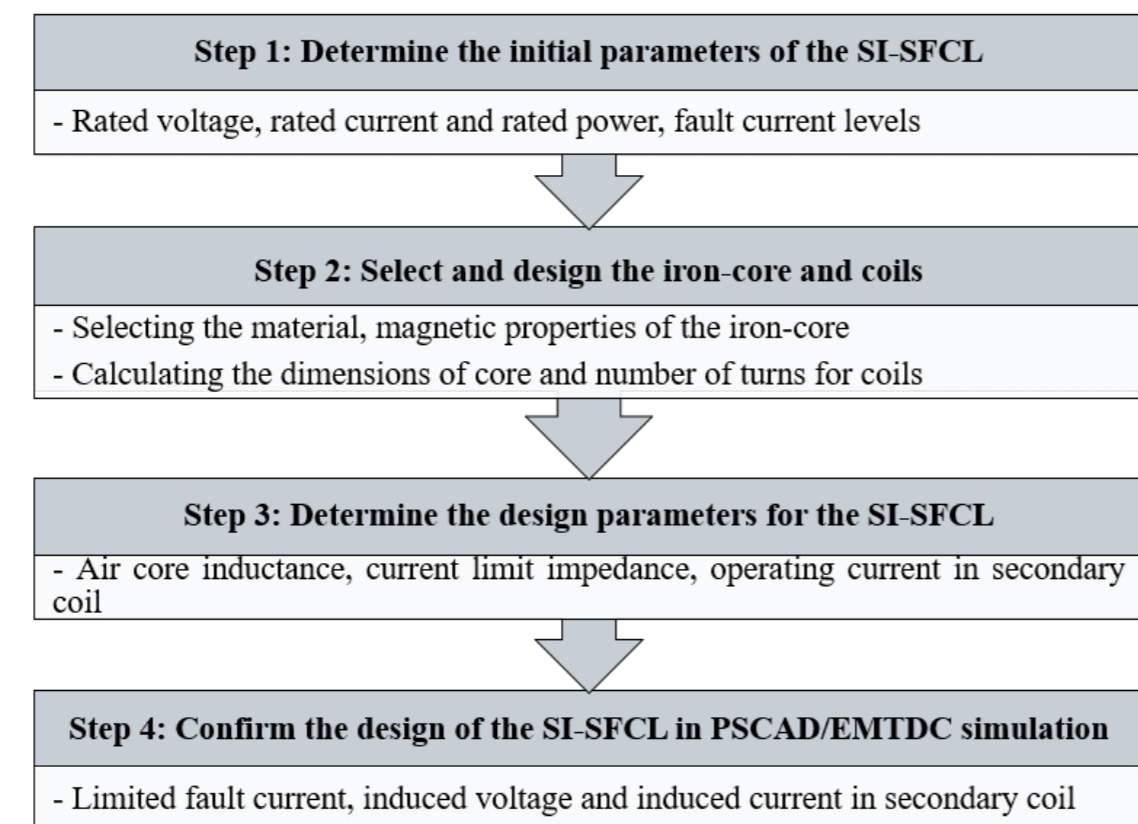 Step 1: Determine the initial parameters of the SI-SFCL
- Rated voltage, rated current and rated power, fault current levels
Step 2: Select and design the iron-core and coils
- Selecting the material, magnetic properties of the iron-core
- Calculating the dimensions of core and number of turns for coils
Step 3: Determine the design parameters for the SI-SFCL
- Air core inductance, current limit impedance, operating current in secondary
coil
Step 4: Confirm the design of the SI-SFCL in PSCAD/EMTDC simulation
- Limited fault current, induced voltage and induced current in secondary coil